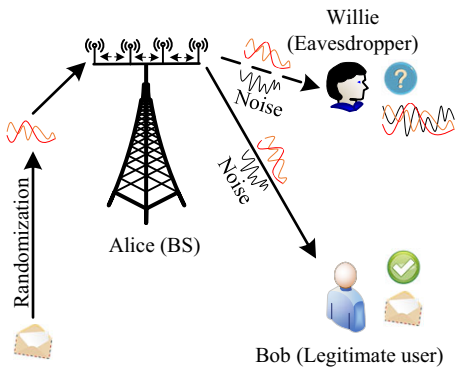 Willie
(Eavesdropper)
?
Noise
Noise
Randomization
Alice (BS)
Bob (Legitimate user)